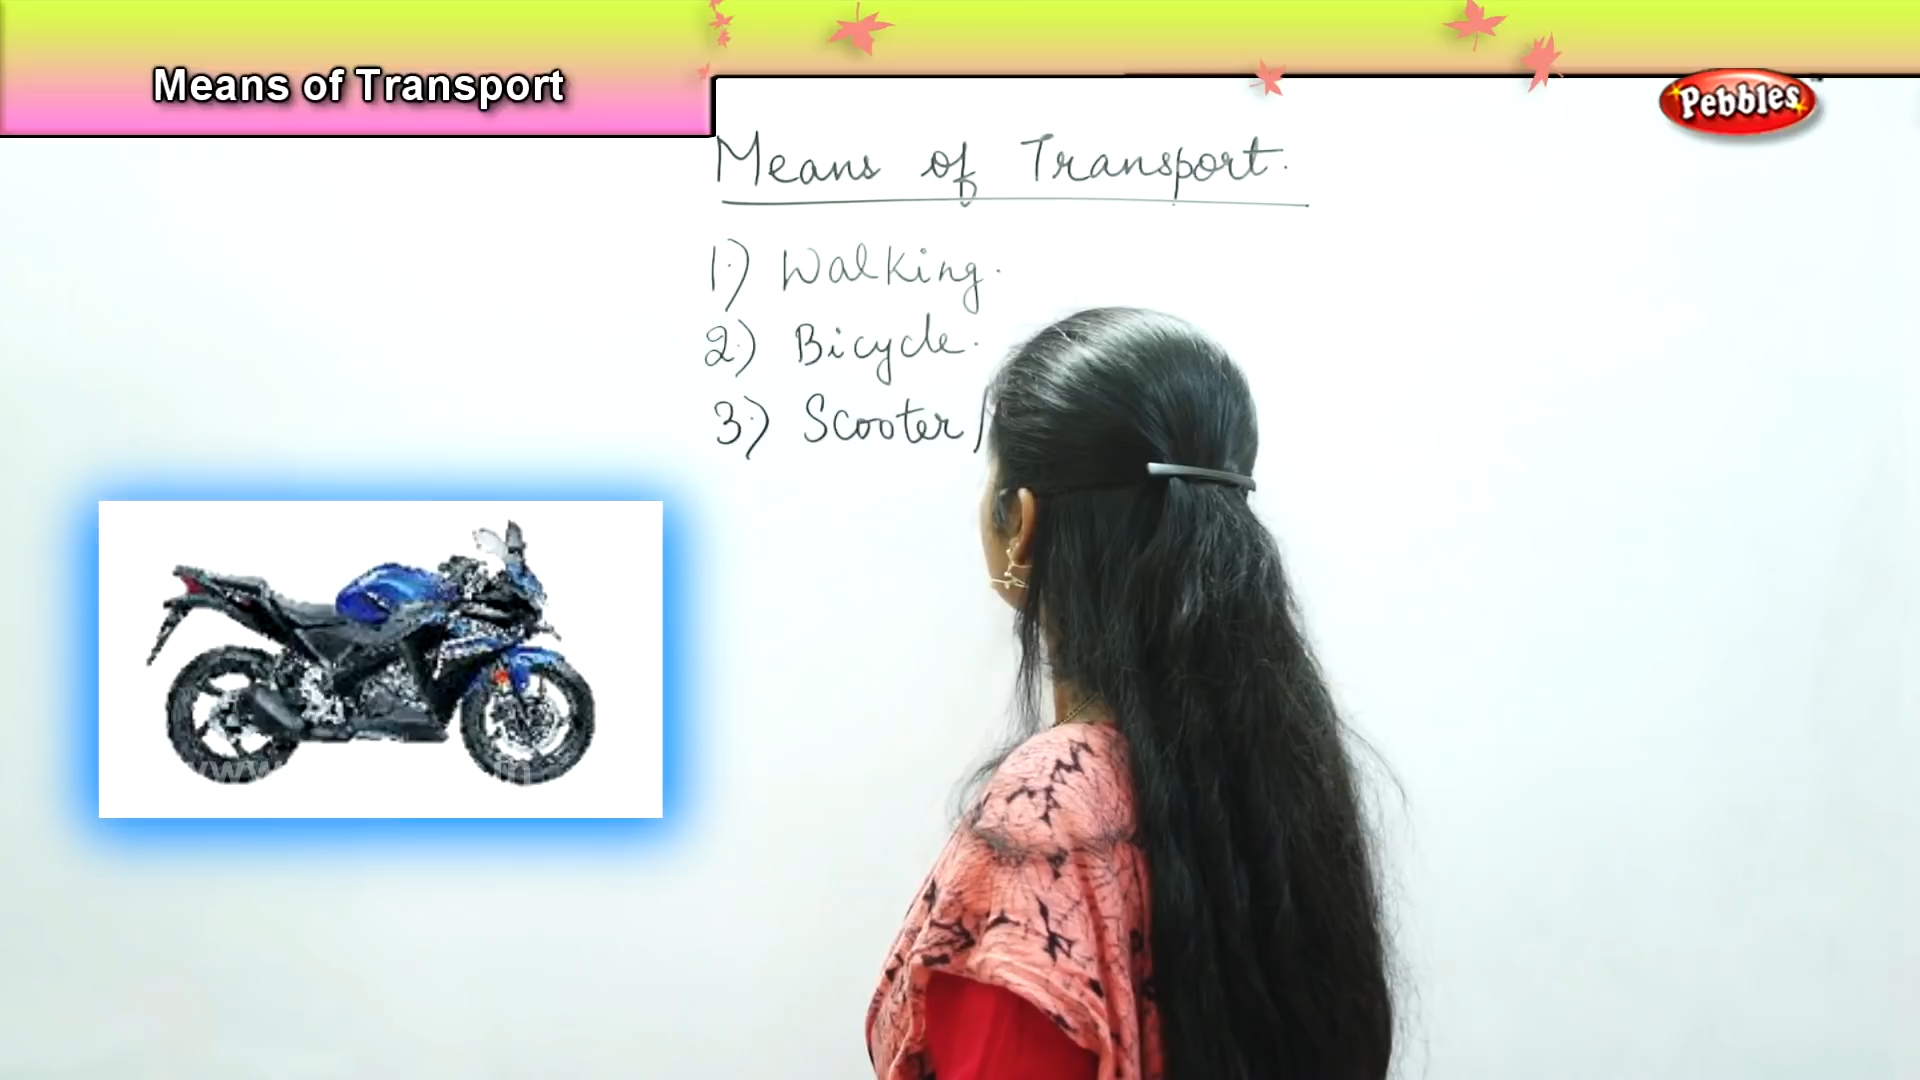 Means of Transport
Pebbles
Means of Transport.
1.) Walking.
2.) Bicycle.
3.) Scooter/